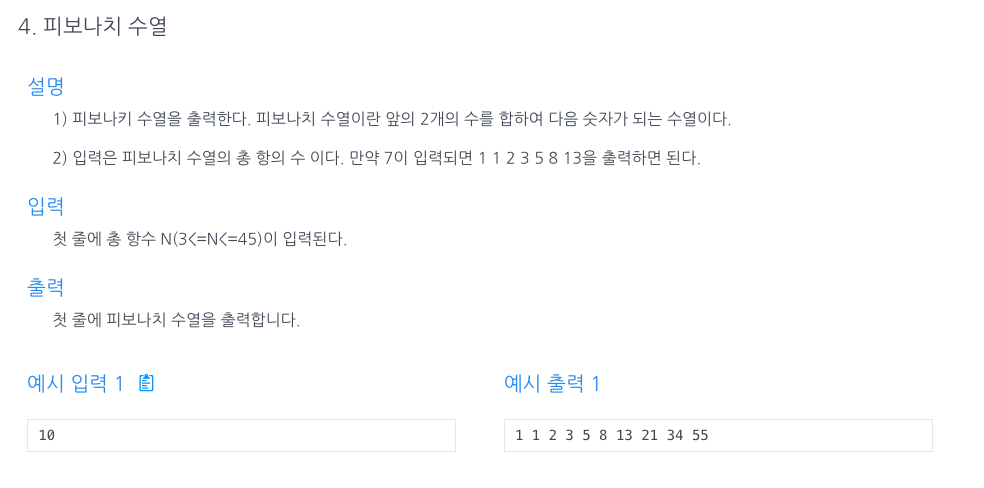 4. 피보나치 수열
설명
1) 피보나키 수열을 출력한다. 피보나치 수열이란 앞의 2개의 수를 합하여 다음 숫자가 되는 수열이다.
2) 입력은 피보나치 수열의 총 항의 수 이다. 만약 7이 입력되면 1 1 2 3 5 8 13을 출력하면 된다.
입력
첫 줄에 총 항수 N(3<=N<=45)이 입력된다.
출력
첫 줄에 피보나치 수열을 출력합니다.
예시 입력 1
예시 출력 1
10
1 1 2 3 5 8 13 21 34 55